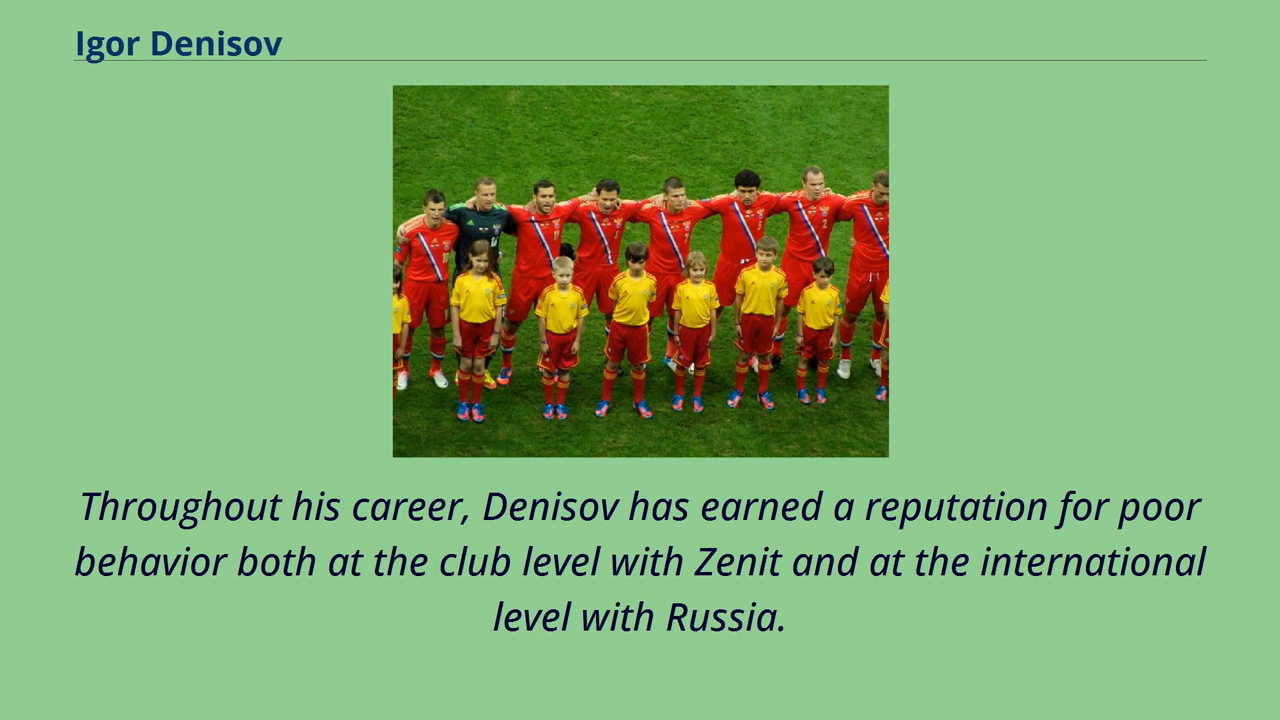 Igor Denisov
Throughout his career, Denisov has earned a reputation for poor
behavior both at the club level with Zenit and at the international
level with Russia.